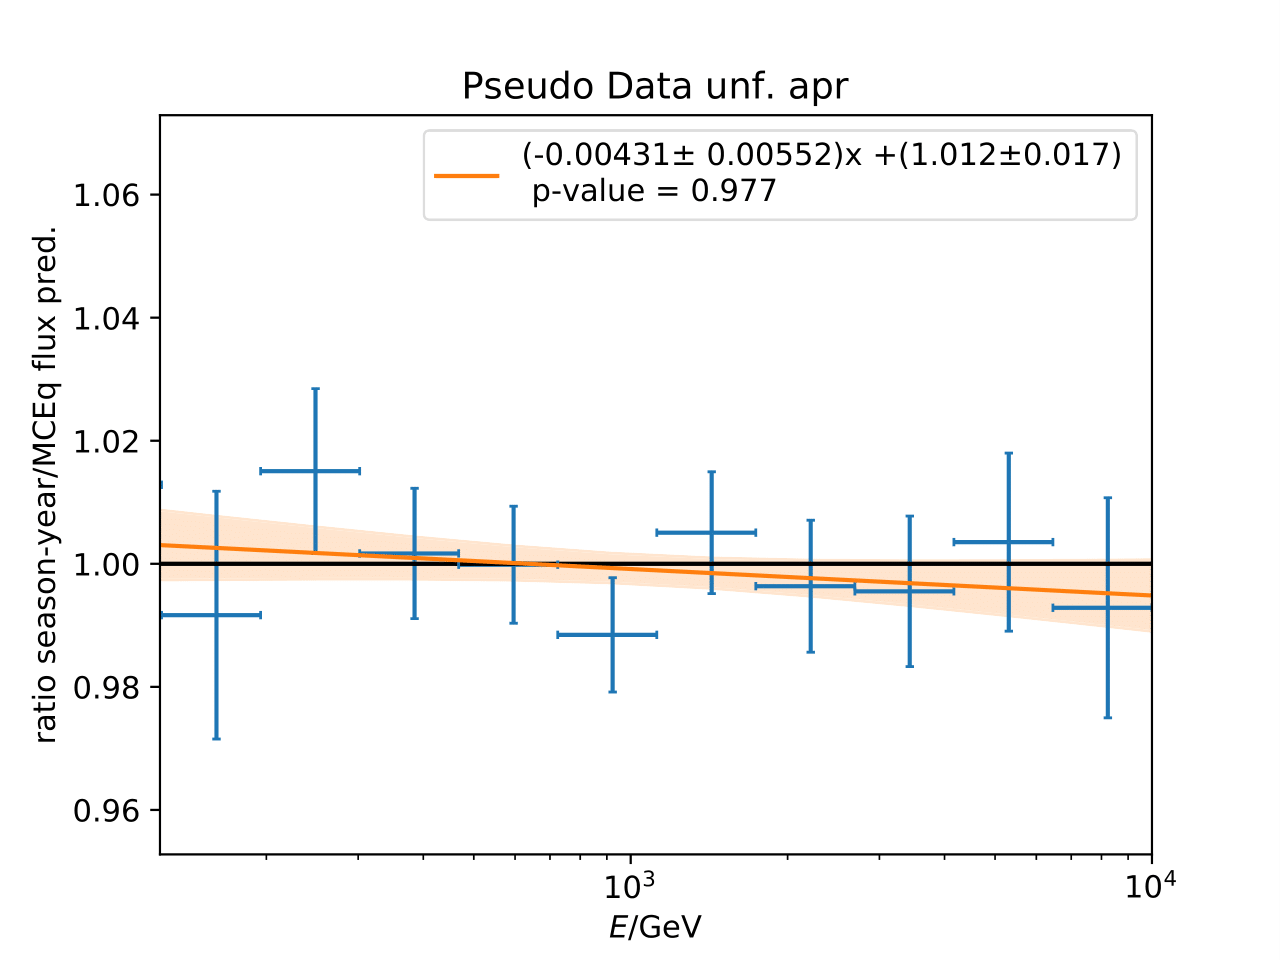 Pseudo Data unf. apr
(-0.00431± 0.00552)x +(1.012±0.017)
p-value = 0.977
ratio season-year/MCEq flux pred.
1.06
1.04
1.02
1.00
0.98
0.96
10³
10⁴
E/GeV